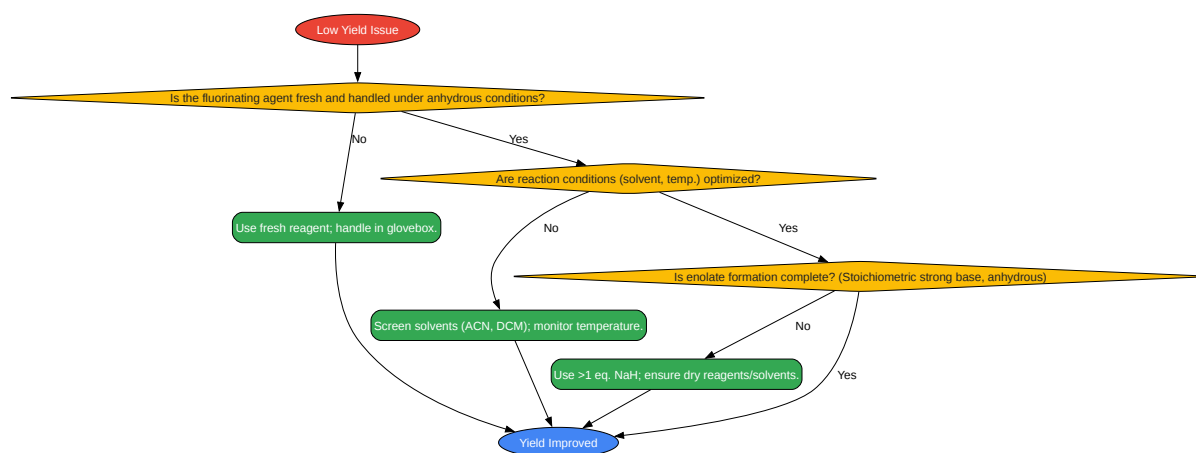 Low Yield Issue
Is the fluorinating agent fresh and handled under anhydrous conditions?
No
Yes
Are reaction conditions (solvent, temp.) optimized?
Use fresh reagent; handle in glovebox.
No
Yes
Is enolate formation complete? (Stoichiometric strong base, anhydrous)
Screen solvents (ACN, DCM); monitor temperature.
No
Use >1 eq. NaH; ensure dry reagents/solvents.
Yes
Yield Improved